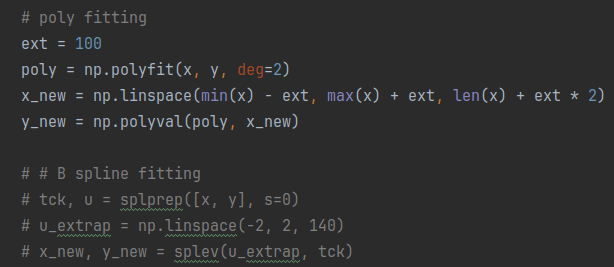 # poly fitting
ext = 100
poly = np.polyfit(x, y, deg=2)
x_new = np.linspace(min(x) - ext, max(x) + ext, len(x) + ext * 2)
y_new = np.polyval(poly, x_new)
# # B spline fitting
# tck, u = splprep([x, y], s=0)
# u_extrap = np.linspace(-2, 2, 140)
# x_new, y_new = splev(u_extrap, tck)